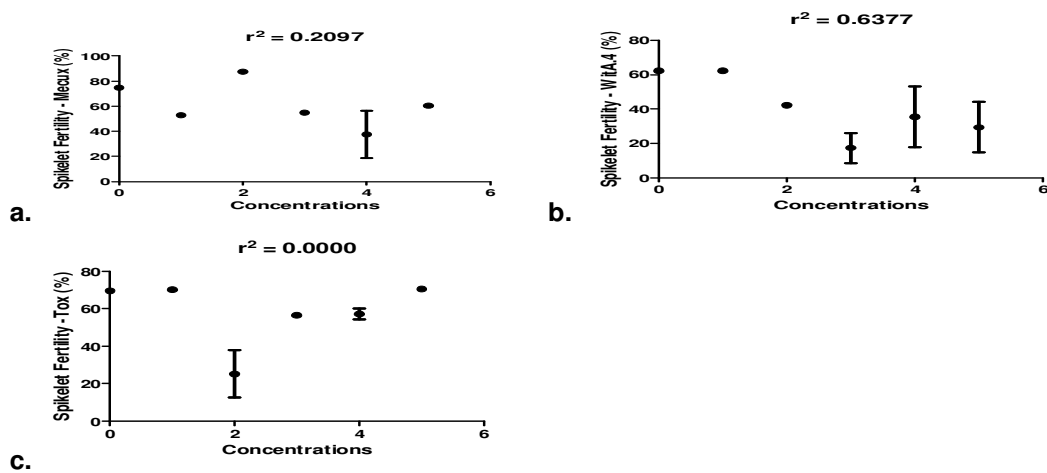 r² = 0.2097
Spikelet Fertility - Mecux (%)
100
80
60
40
20
0
0 2 4 6
Concentrations
a.
r² = 0.6377
Spikelet Fertility - WitA.4 (%)
80
60
40
20
0
0 2 4 6
Concentrations
b.
r² = 0.0000
Spikelet Fertility - Tox (%)
80
60
40
20
0
0 2 4 6
Concentrations
c.